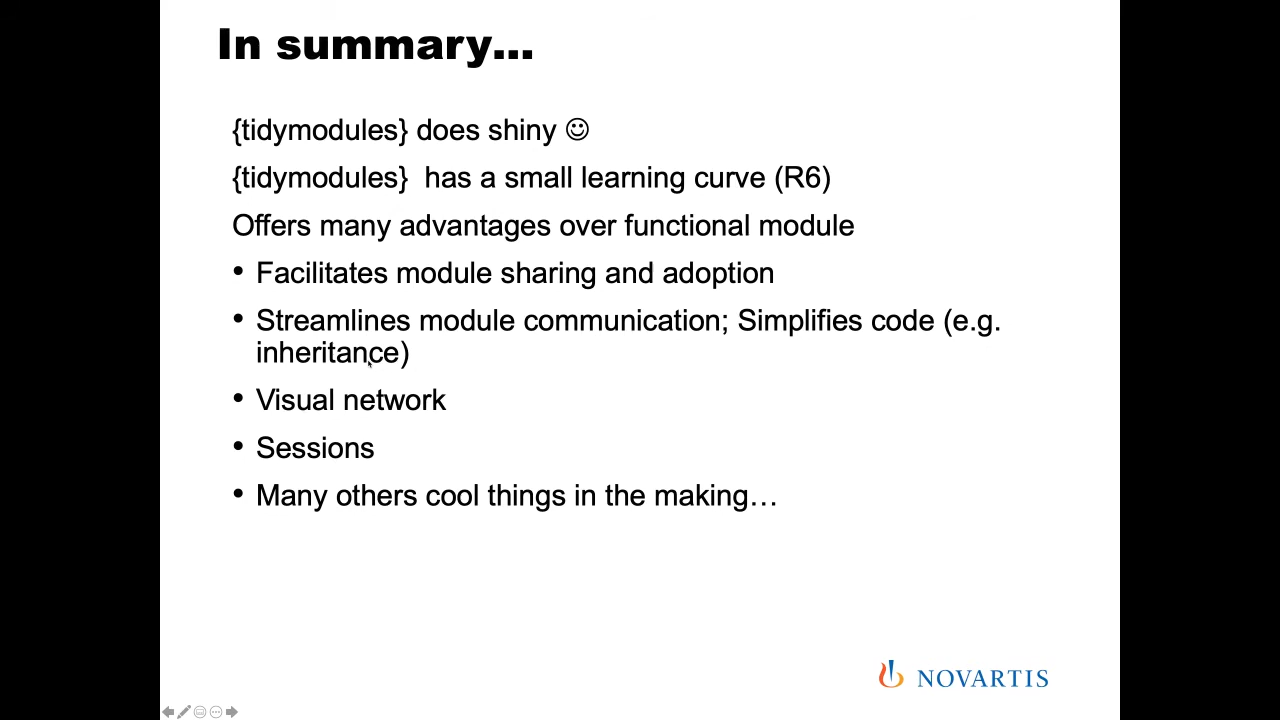 In summary...
{tidymodules} does shiny ☺
{tidymodules}  has a small learning curve (R6)
Offers many advantages over functional module
• Facilitates module sharing and adoption
• Streamlines module communication; Simplifies code (e.g.
inheritance)
• Visual network
• Sessions
• Many others cool things in the making…
NOVARTIS